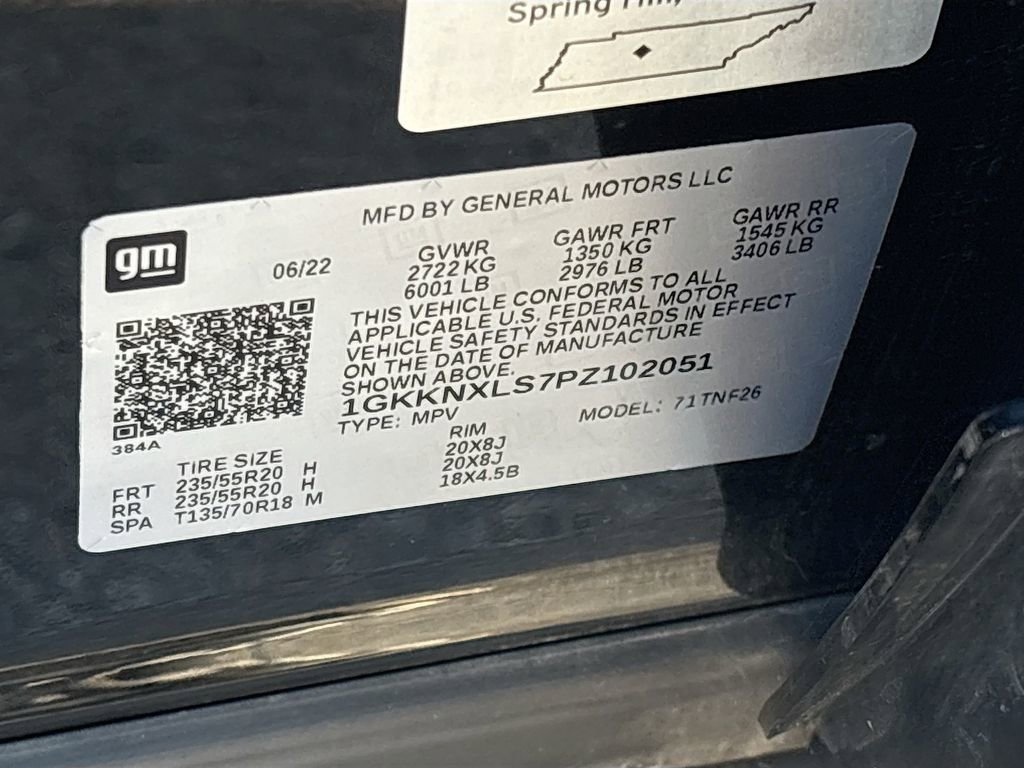 Spring Hill,
MFD BY GENERAL MOTORS LLC
gm
06/22
GVWR GAWR FRT GAWR RR
2722 KG 1350 KG 1545 KG
6001 LB 2976 LB 3406 LB
THIS VEHICLE CONFORMS TO ALL
APPLICABLE U.S. FEDERAL MOTOR
VEHICLE SAFETY STANDARDS IN EFFECT
ON THE DATE OF MANUFACTURE
SHOWN ABOVE.
1GKKNXLS7PZ102051
TYPE: MPV MODEL: 71TNF26
384A
TIRE SIZE RIM
FRT 235/55R20 H 20X8J
RR 235/55R20 H 20X8J
SPA T135/70R18 M 18X4.5B